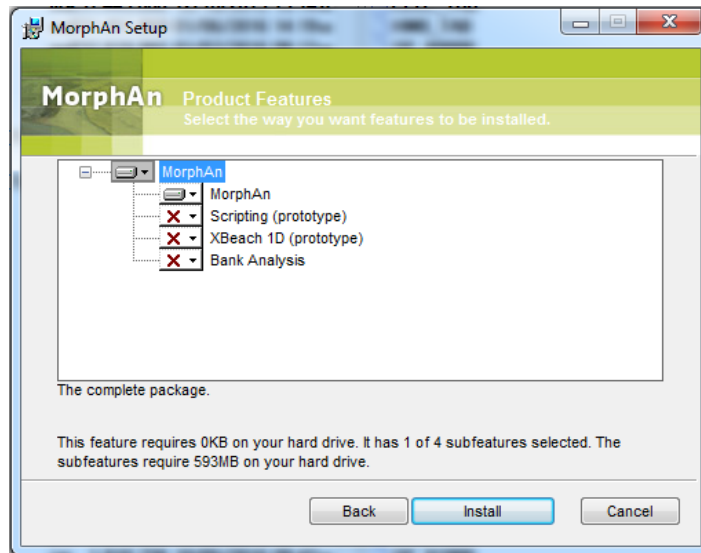 MorphAn Setup
MorphAn
Product Features
Select the way you want features to be installed.
MorphAn
MorphAn
Scripting (prototype)
XBeach 1D (prototype)
Bank Analysis
The complete package.
This feature requires 0KB on your hard drive. It has 1 of 4 subfeatures selected. The
subfeatures require 593MB on your hard drive.
Back
Install
Cancel